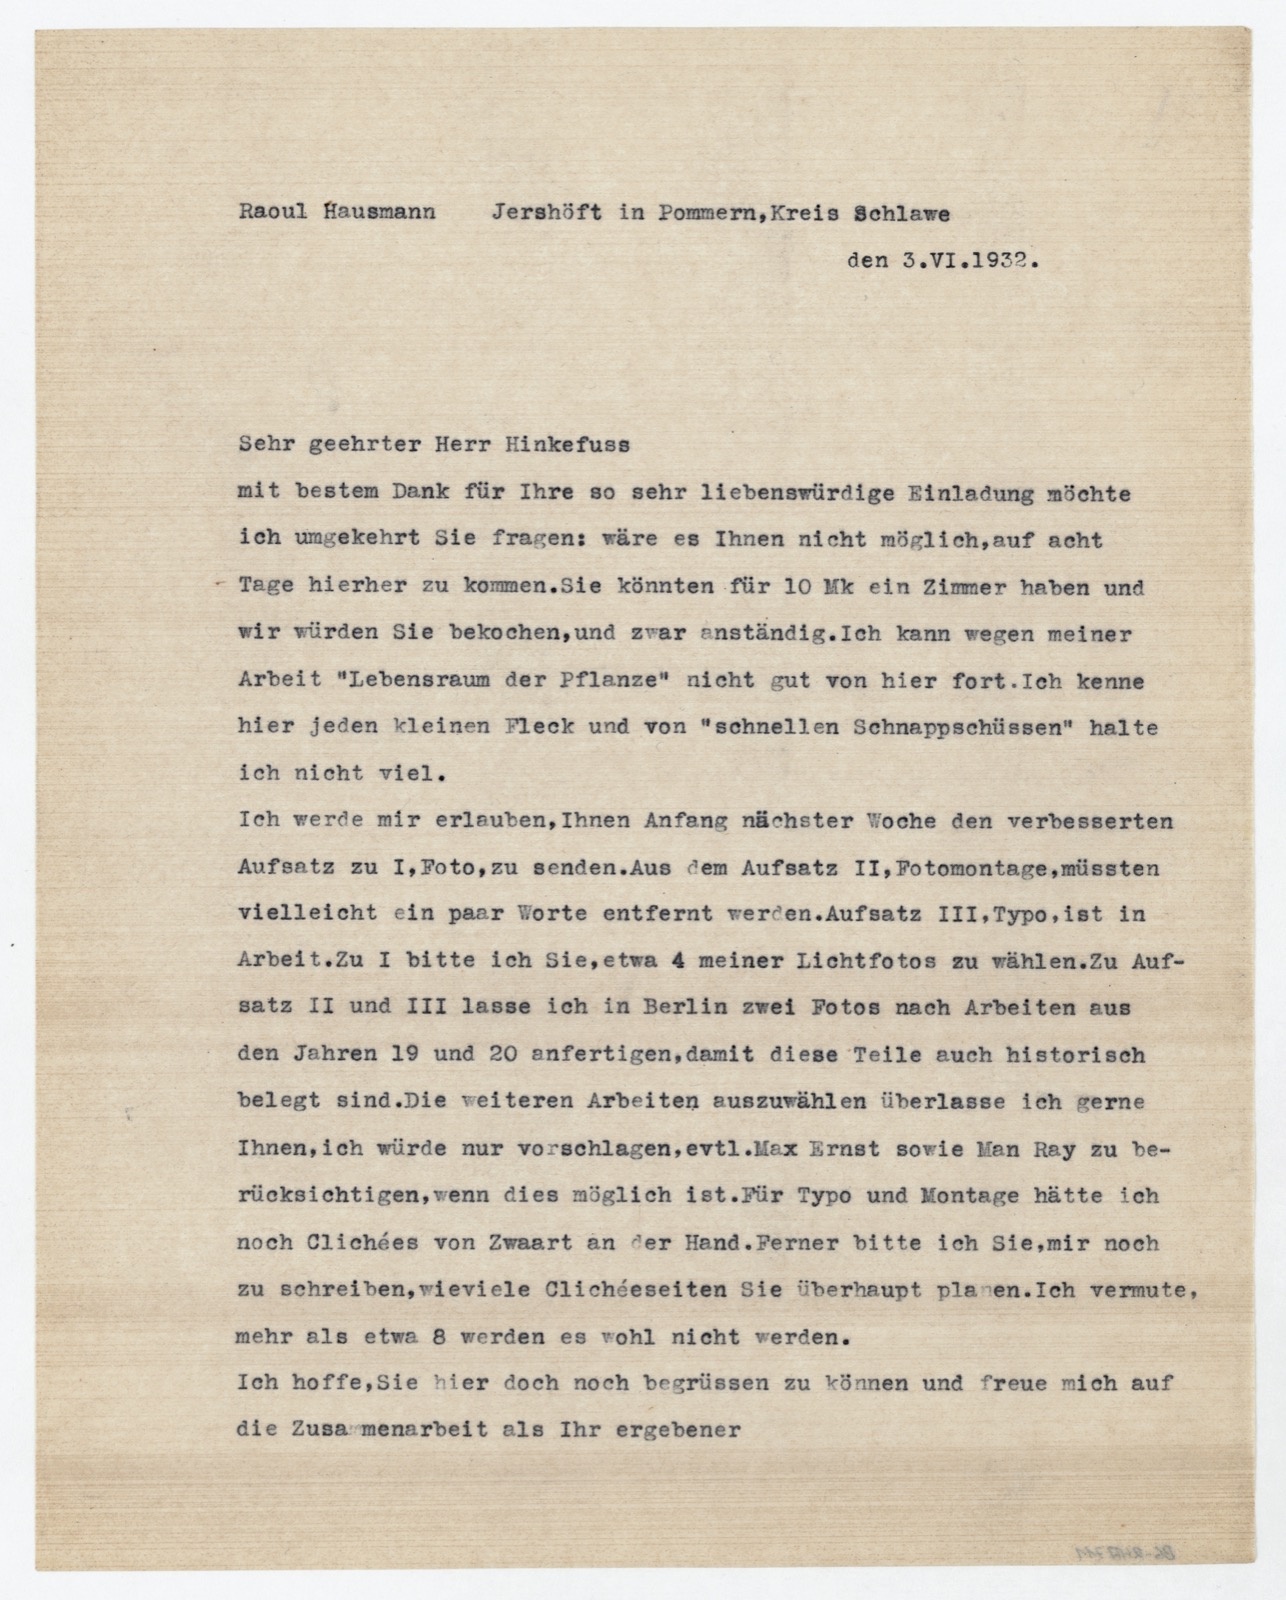 Raoul Hausmann    Jershöft in Pommern,Kreis Schlawe
den 3.VI.1932.
Sehr geehrter Herr Hinkefuss
mit bestem Dank für Ihre so sehr liebenswürdige Einladung möchte
ich umgekehrt Sie fragen: wäre es Ihnen nicht möglich,auf acht
Tage hierher zu kommen.Sie könnten für 10 Mk ein Zimmer haben und
wir würden Sie bekochen,und zwar anständig.Ich kann wegen meiner
Arbeit "Lebensraum der Pflanze" nicht gut von hier fort.Ich kenne
hier jeden kleinen Fleck und von "schnellen Schnappschüssen" halte
ich nicht viel.
Ich werde mir erlauben,Ihnen Anfang nächster Woche den verbesserten
Aufsatz zu I,Foto,zu senden.Aus dem Aufsatz II,Fotomontage,müssten
vielleicht ein paar Worte entfernt werden.Aufsatz III,Typo,ist in
Arbeit.Zu I bitte ich Sie,etwa 4 meiner Lichtfotos zu wählen.Zu Auf-
satz II und III lasse ich in Berlin zwei Fotos nach Arbeiten aus
den Jahren 19 und 20 anfertigen,damit diese Teile auch historisch
belegt sind.Die weiteren Arbeiten auszuwählen überlasse ich gerne
Ihnen,ich würde nur vorschlagen,evtl.Max Ernst sowie Man Ray zu be-
rücksichtigen,wenn dies möglich ist.Für Typo und Montage hätte ich
noch Clichées von Zwaart an der Hand.Ferner bitte ich Sie,mir noch
zu schreiben,wieviele Clichéeseiten Sie überhaupt planen.Ich vermute,
mehr als etwa 8 werden es wohl nicht werden.
Ich hoffe,Sie hier doch noch begrüssen zu können und freue mich auf
die Zusammenarbeit als Ihr ergebener